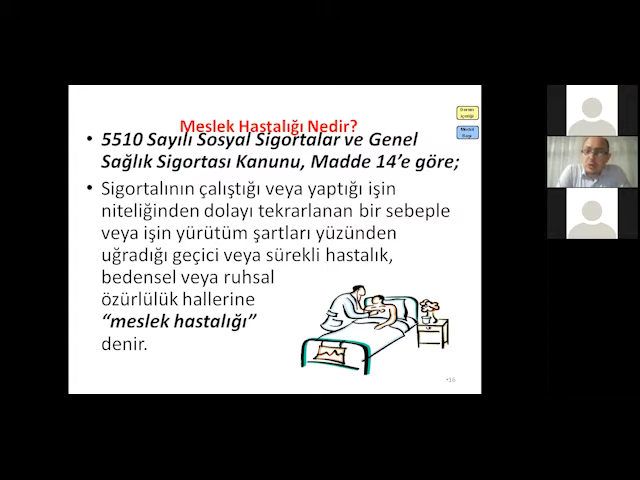 Meslek Hastalığı Nedir?
• 5510 Sayılı Sosyal Sigortalar ve Genel
Sağlık Sigortası Kanunu, Madde 14’e göre;
• Sigortalının çalıştığı veya yaptığı işin
niteliğinden dolayı tekrarlanan bir sebeple
veya işin yürütüm şartları yüzünden
uğradığı geçici veya sürekli hastalık,
bedensel veya ruhsal
özürlülük hallerine
“meslek hastalığı”
denir.
•16